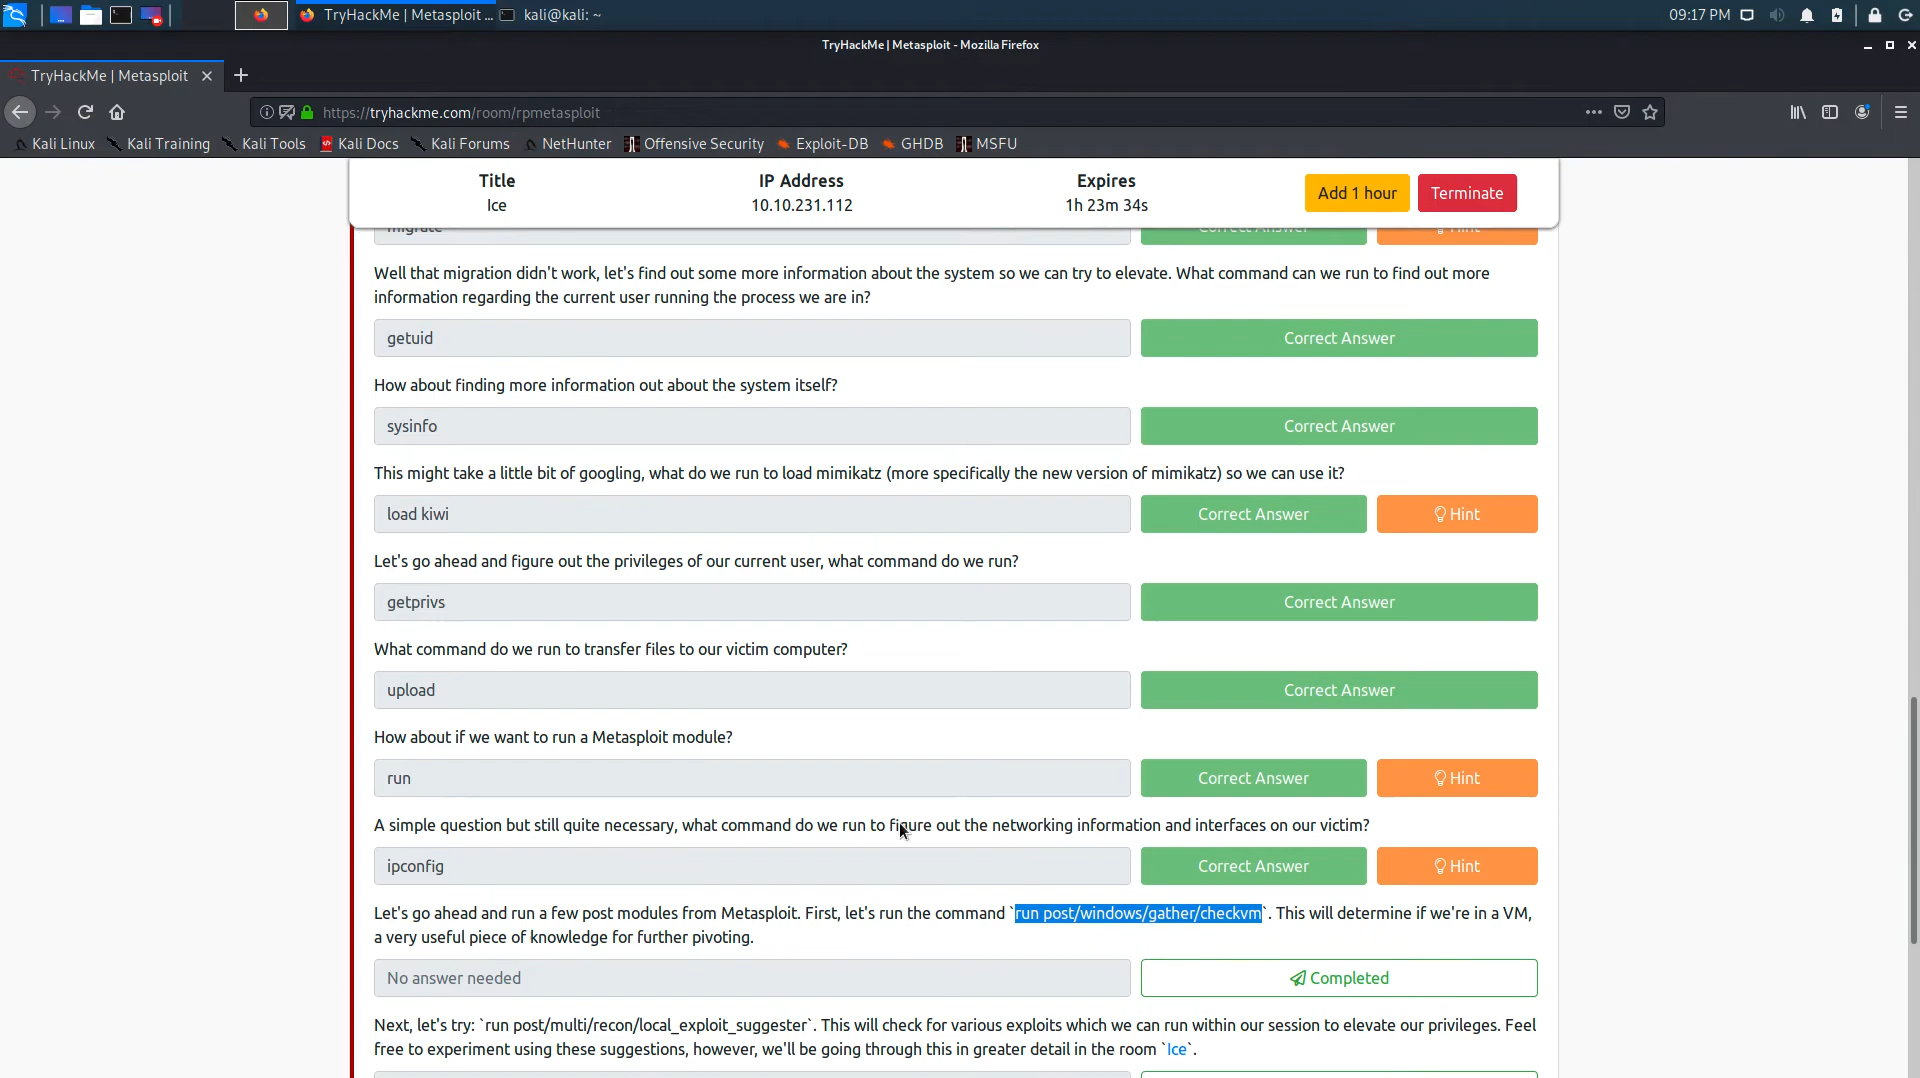 TryHackMe | Metasploit ...
kali@kali: ~
09:17 PM
TryHackMe | Metasploit - Mozilla Firefox
TryHackMe | Metasploit
https://tryhackme.com/room/rpmetasploit
Kali Linux Kali Training Kali Tools Kali Docs Kali Forums NetHunter Offensive Security Exploit-DB GHDB MSFU
Title IP Address Expires
Ice 10.10.231.112 1h 23m 34s
Add 1 hour Terminate
migrate Correct Answer Hint
Well that migration didn't work, let's find out some more information about the system so we can try to elevate. What command can we run to find out more
information regarding the current user running the process we are in?
getuid Correct Answer
How about finding more information out about the system itself?
sysinfo Correct Answer
This might take a little bit of googling, what do we run to load mimikatz (more specifically the new version of mimikatz) so we can use it?
load kiwi Correct Answer Hint
Let's go ahead and figure out the privileges of our current user, what command do we run?
getprivs Correct Answer
What command do we run to transfer files to our victim computer?
upload Correct Answer
How about if we want to run a Metasploit module?
run Correct Answer Hint
A simple question but still quite necessary, what command do we run to figure out the networking information and interfaces on our victim?
ipconfig Correct Answer Hint
Let's go ahead and run a few post modules from Metasploit. First, let's run the command `run post/windows/gather/checkvm`. This will determine if we're in a VM,
a very useful piece of knowledge for further pivoting.
No answer needed Completed
Next, let's try: `run post/multi/recon/local_exploit_suggester`. This will check for various exploits which we can run within our session to elevate our privileges. Feel
free to experiment using these suggestions, however, we'll be going through this in greater detail in the room `Ice`.